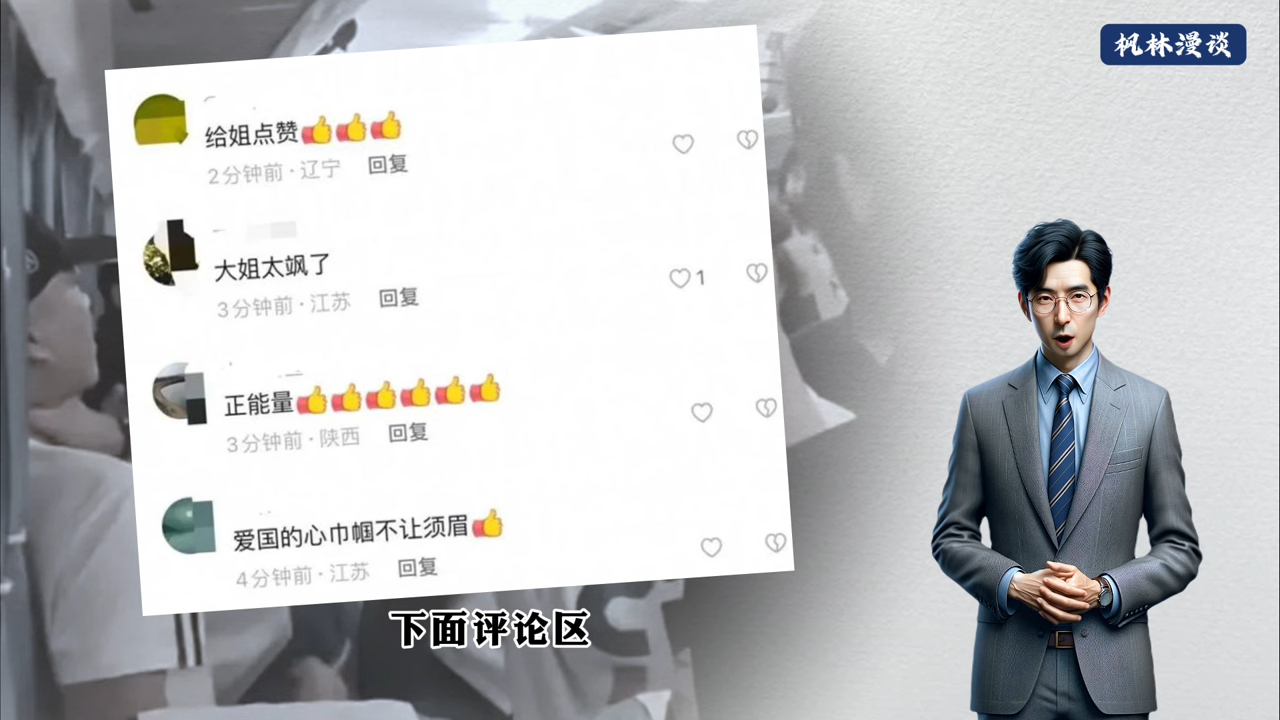 枫林漫谈
给姐点赞👍👍👍
2分钟前·辽宁 回复
大姐太飒了
3分钟前·江苏 回复
1
正能量👍👍👍👍👍👍
3分钟前·陕西 回复
爱国的心巾帼不让须眉👍
4分钟前·江苏 回复
下面评论区